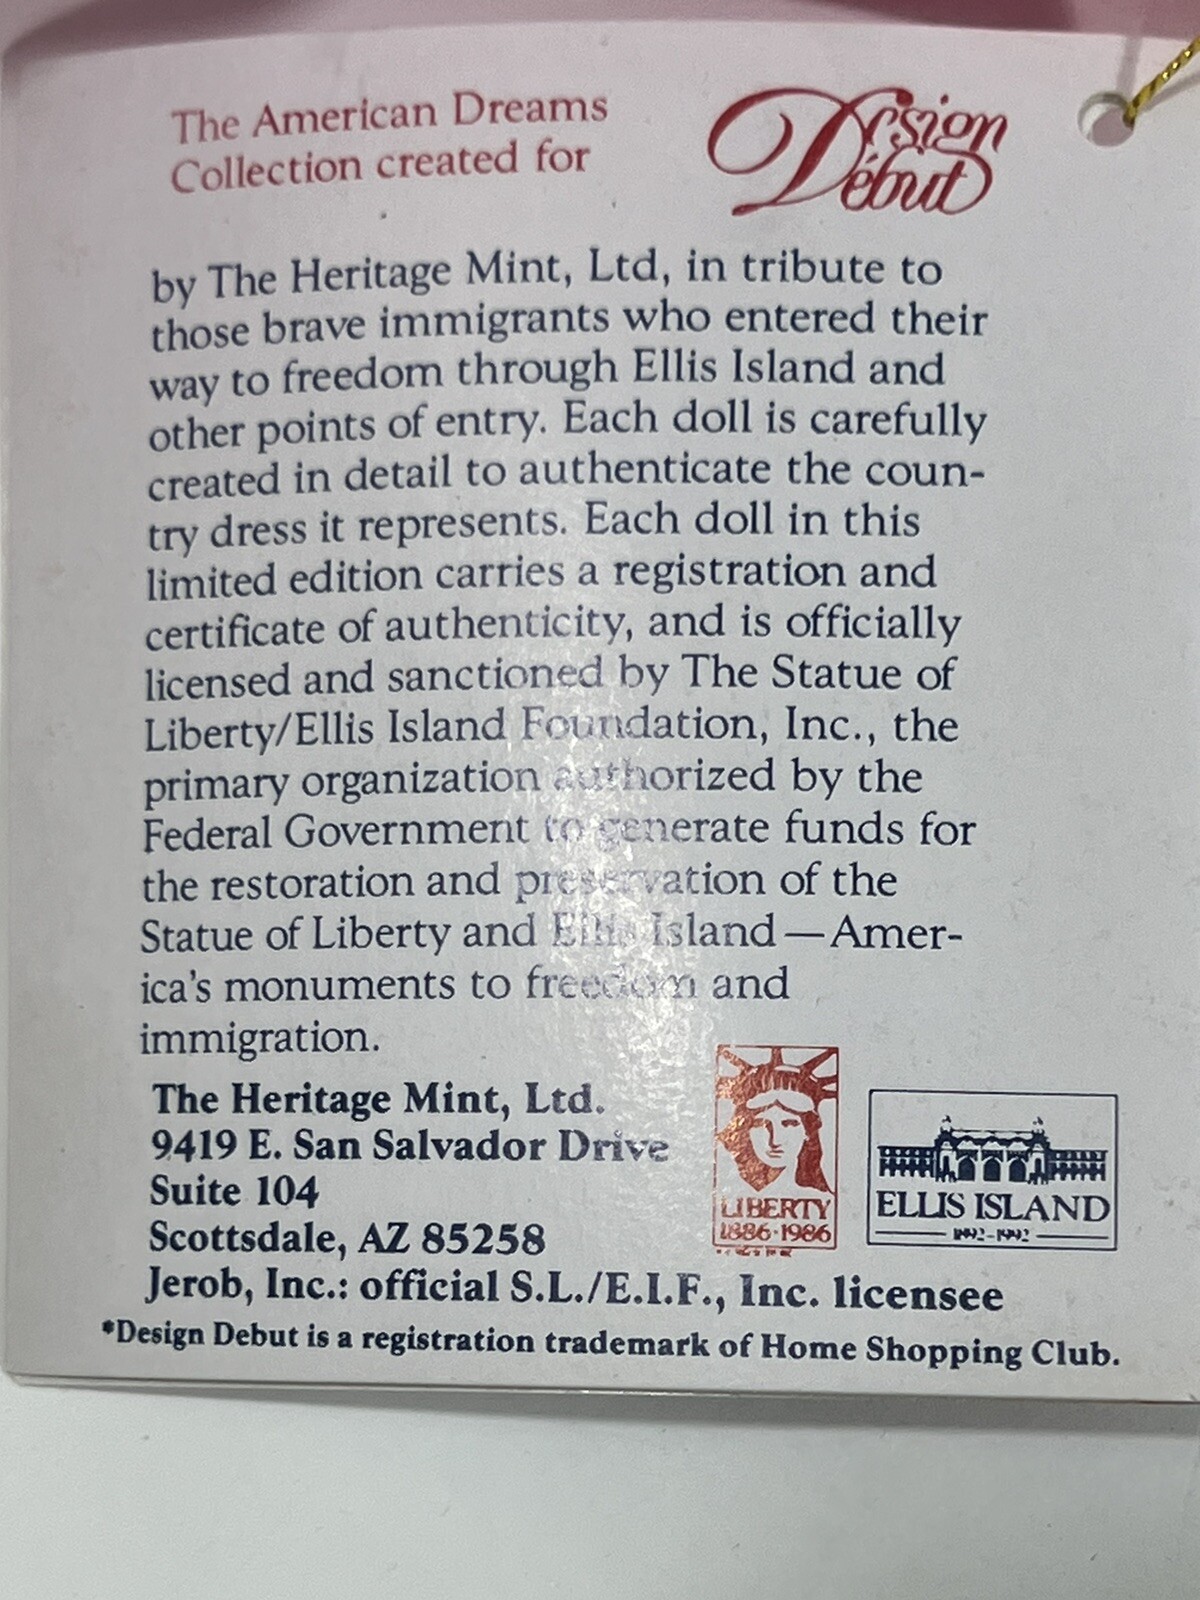 The American Dreams
Collection created for
Design
Debut
by The Heritage Mint, Ltd, in tribute to
those brave immigrants who entered their
way to freedom through Ellis Island and
other points of entry. Each doll is carefully
created in detail to authenticate the coun-
try dress it represents. Each doll in this
limited edition carries a registration and
certificate of authenticity, and is officially
licensed and sanctioned by The Statue of
Liberty/Ellis Island Foundation, Inc., the
primary organization authorized by the
Federal Government to generate funds for
the restoration and preservation of the
Statue of Liberty and Ellis Island—Amer-
ica's monuments to freedom and
immigration.
The Heritage Mint, Ltd.
9419 E. San Salvador Drive
Suite 104
Scottsdale, AZ 85258
LIBERTY
1886·1986
ELLIS ISLAND
1892-1992
Jerob, Inc.: official S.L./E.I.F., Inc. licensee
*Design Debut is a registration trademark of Home Shopping Club.